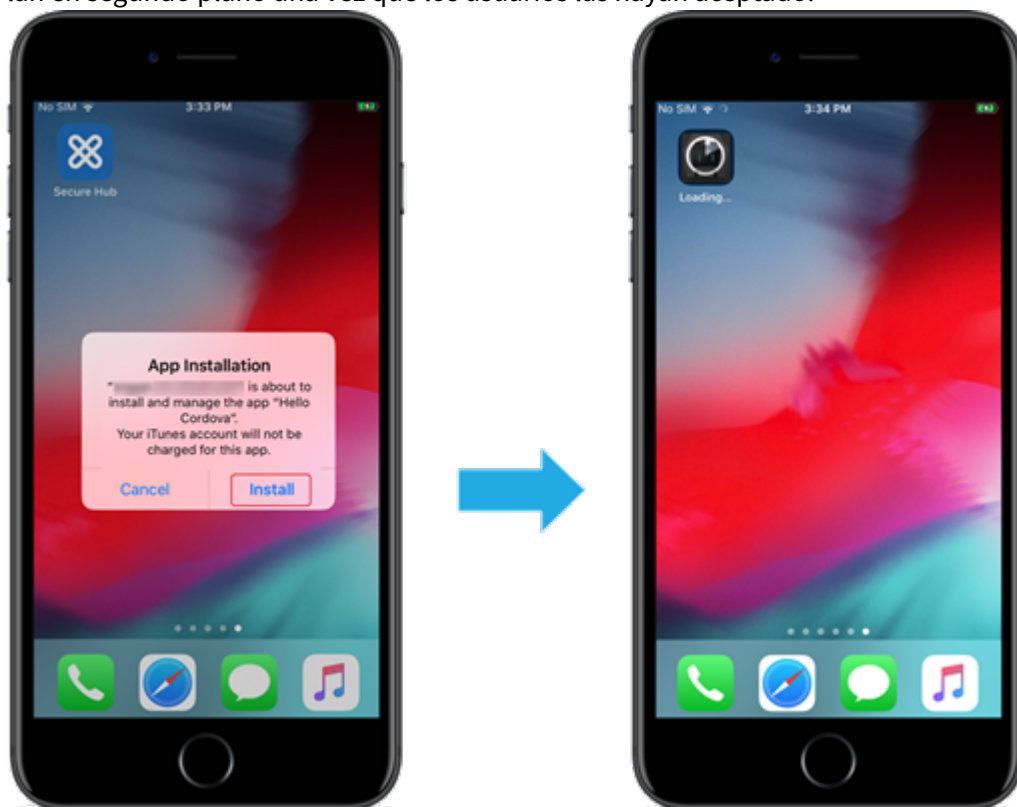 lan en segundo plano una vez que los usuarios las hayan aceptado.
No SIM 3:33 PM
Secure Hub
App Installation
" is about to
install and manage the app "Hello
Cordova".
Your iTunes account will not be
charged for this app.
Cancel Install
No SIM 3:34 PM
Loading...